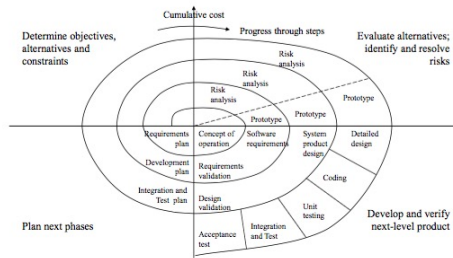 Cumulative cost
Progress through steps
Determine objectives,
alternatives and
constraints
Evaluate alternatives;
identify and resolve
risks
Risk
analysis
Risk
analysis
Risk
analysis
Prototype
Prototype
Prototype
Requirements
plan
Concept of
operation
Software
requirements
System
product
design
Detailed
design
Development
plan
Requirements
validation
Coding
Integration and
Test plan
Design
validation
Unit
testing
Integration
and Test
Acceptance
test
Plan next phases
Develop and verify
next-level product